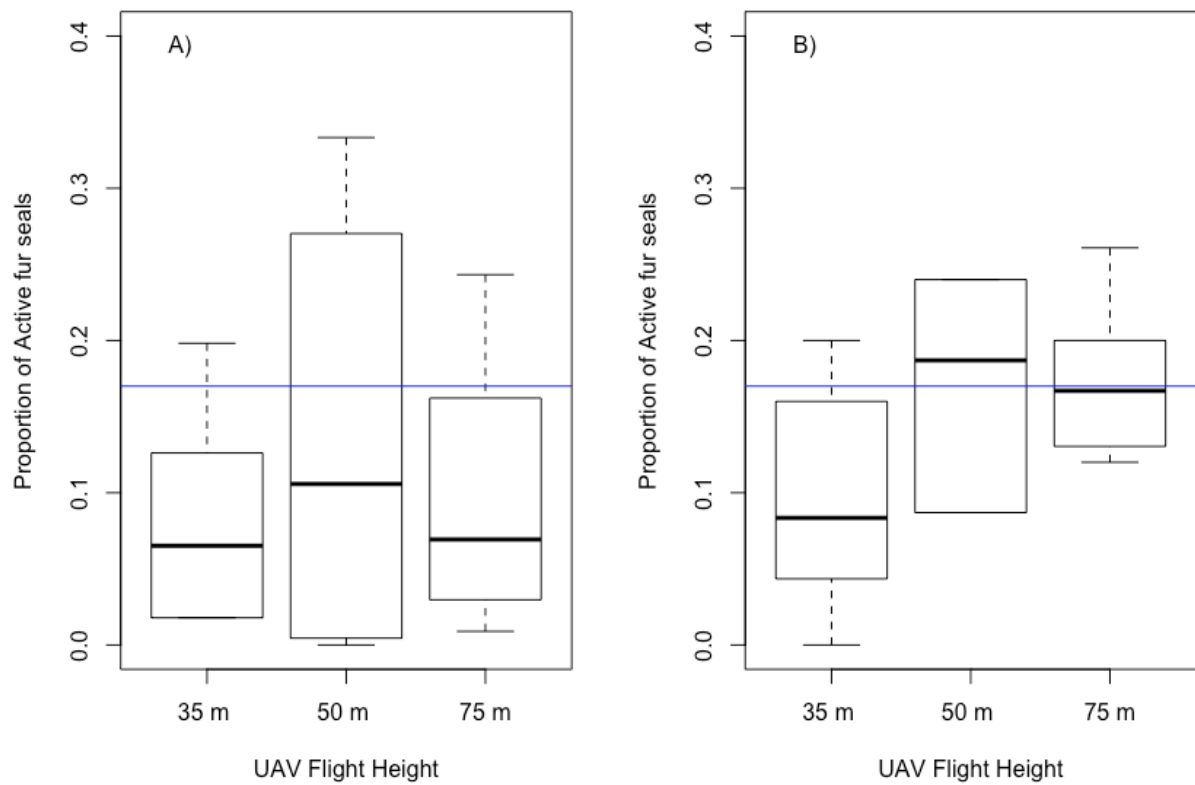 A)
Proportion of Active fur seals
0.4
0.3
0.2
0.1
0.0
35 m
50 m
75 m
UAV Flight Height
B)
Proportion of Active fur seals
0.4
0.3
0.2
0.1
0.0
35 m
50 m
75 m
UAV Flight Height